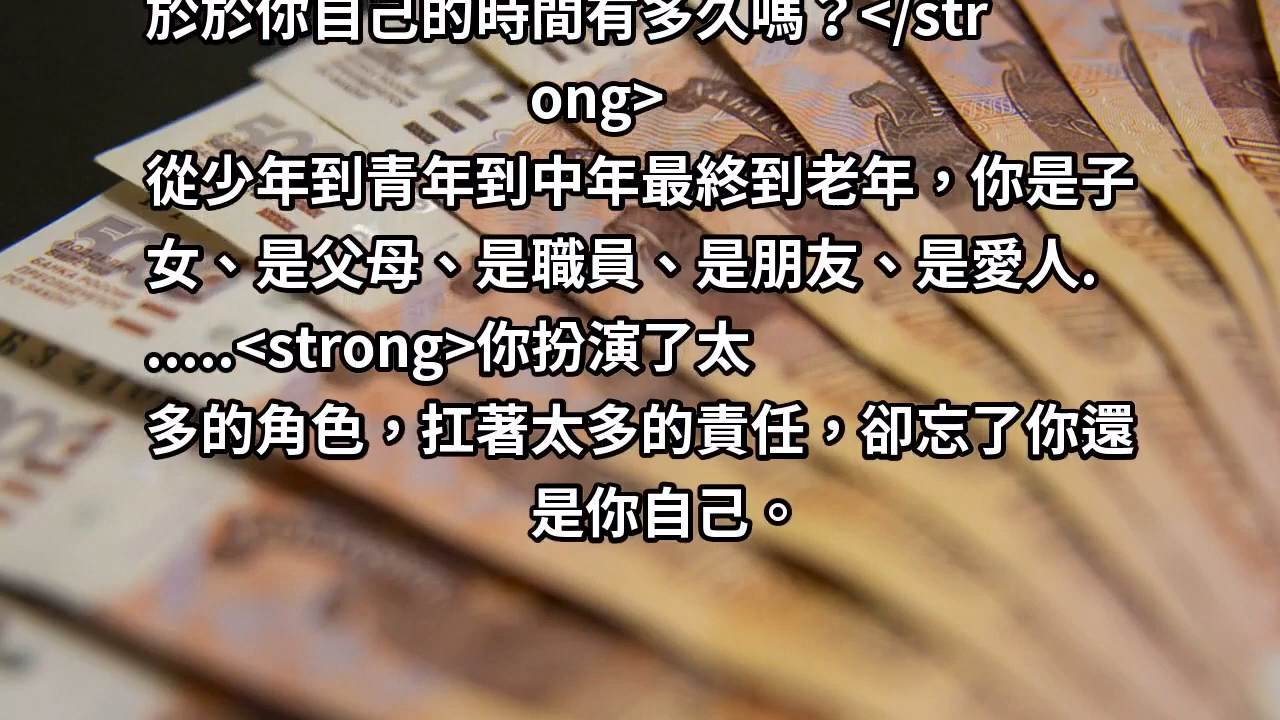 於於你自己的時間有多久嗎？</str
ong>
從少年到青年到中年最終到老年，你是子
女、是父母、是職員、是朋友、是愛人.
.....<strong>你扮演了太
多的角色，扛著太多的責任，卻忘了你還
是你自己。